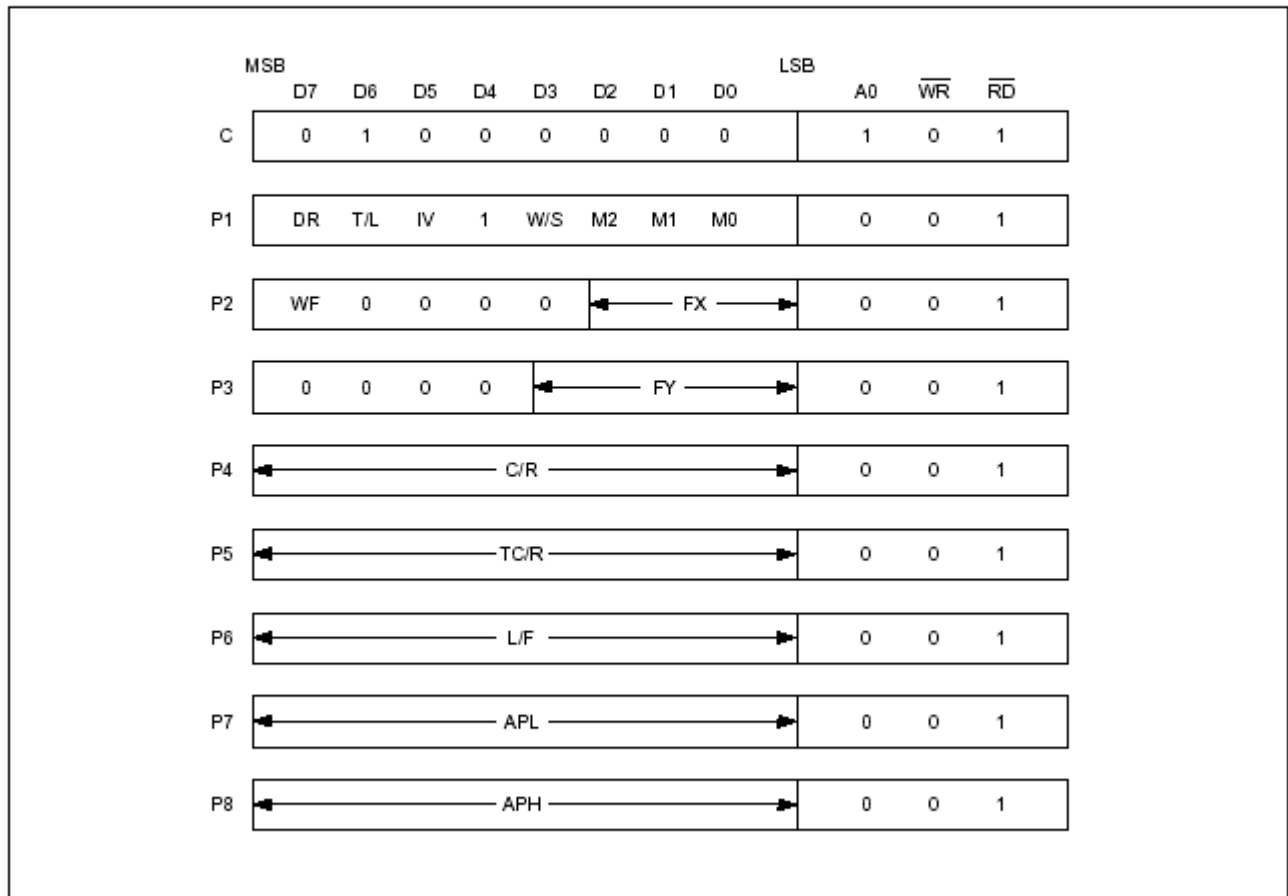 MSB LSB
D7 D6 D5 D4 D3 D2 D1 D0 A0 W̅R̅ R̅D̅
C 0 1 0 0 0 0 0 0 1 0 1
P1 DR T/L IV 1 W/S M2 M1 M0 0 0 1
P2 WF 0 0 0 0 FX 0 0 1
P3 0 0 0 0 FY 0 0 1
P4 C/R 0 0 1
P5 TC/R 0 0 1
P6 L/F 0 0 1
P7 APL 0 0 1
P8 APH 0 0 1